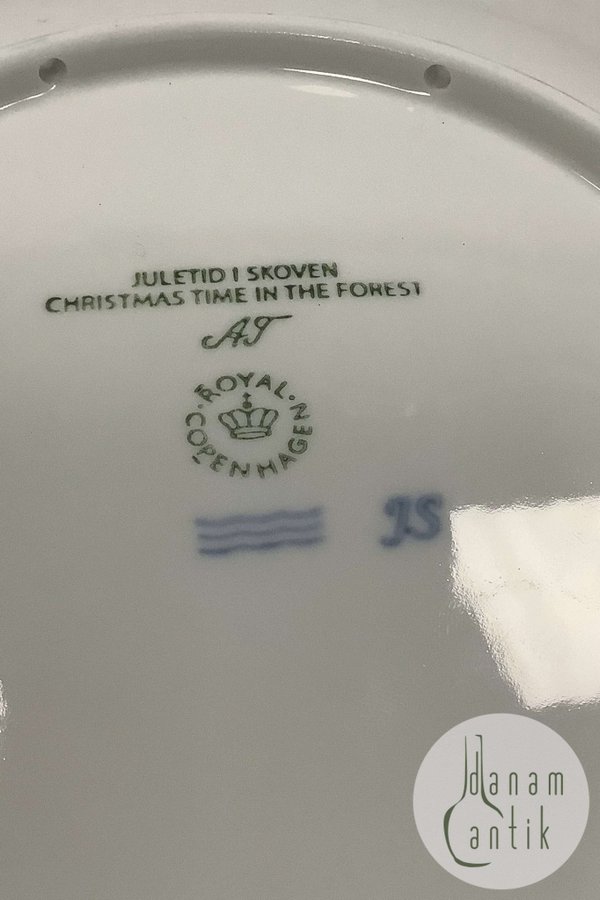 JULETID I SKOVEN
CHRISTMAS TIME IN THE FOREST
AT
ROYAL COPENHAGEN
JS
danam
antik